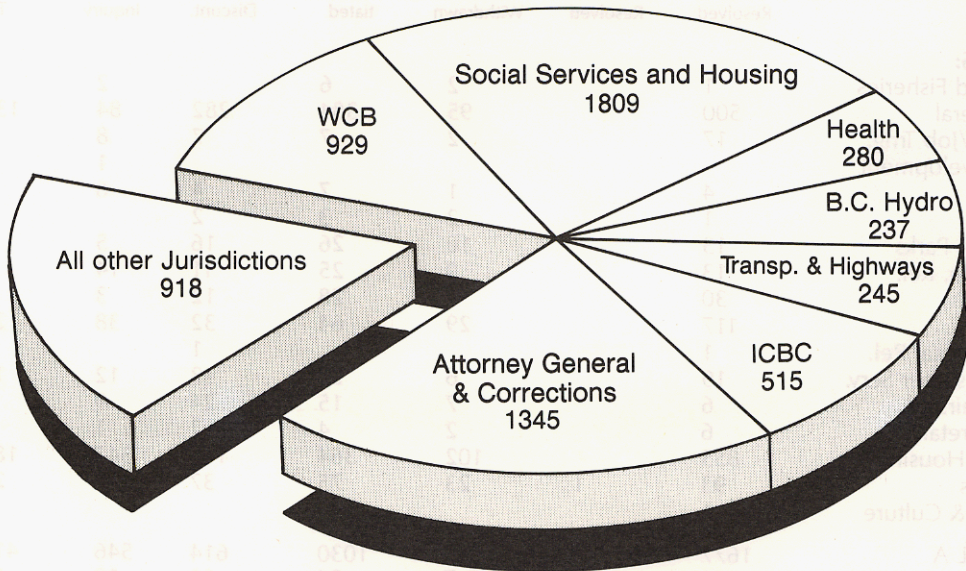 Social Services and Housing
1809
WCB
929
Health
280
B.C. Hydro
237
All other Jurisdictions
918
Transp. & Highways
245
ICBC
515
Attorney General
& Corrections
1345